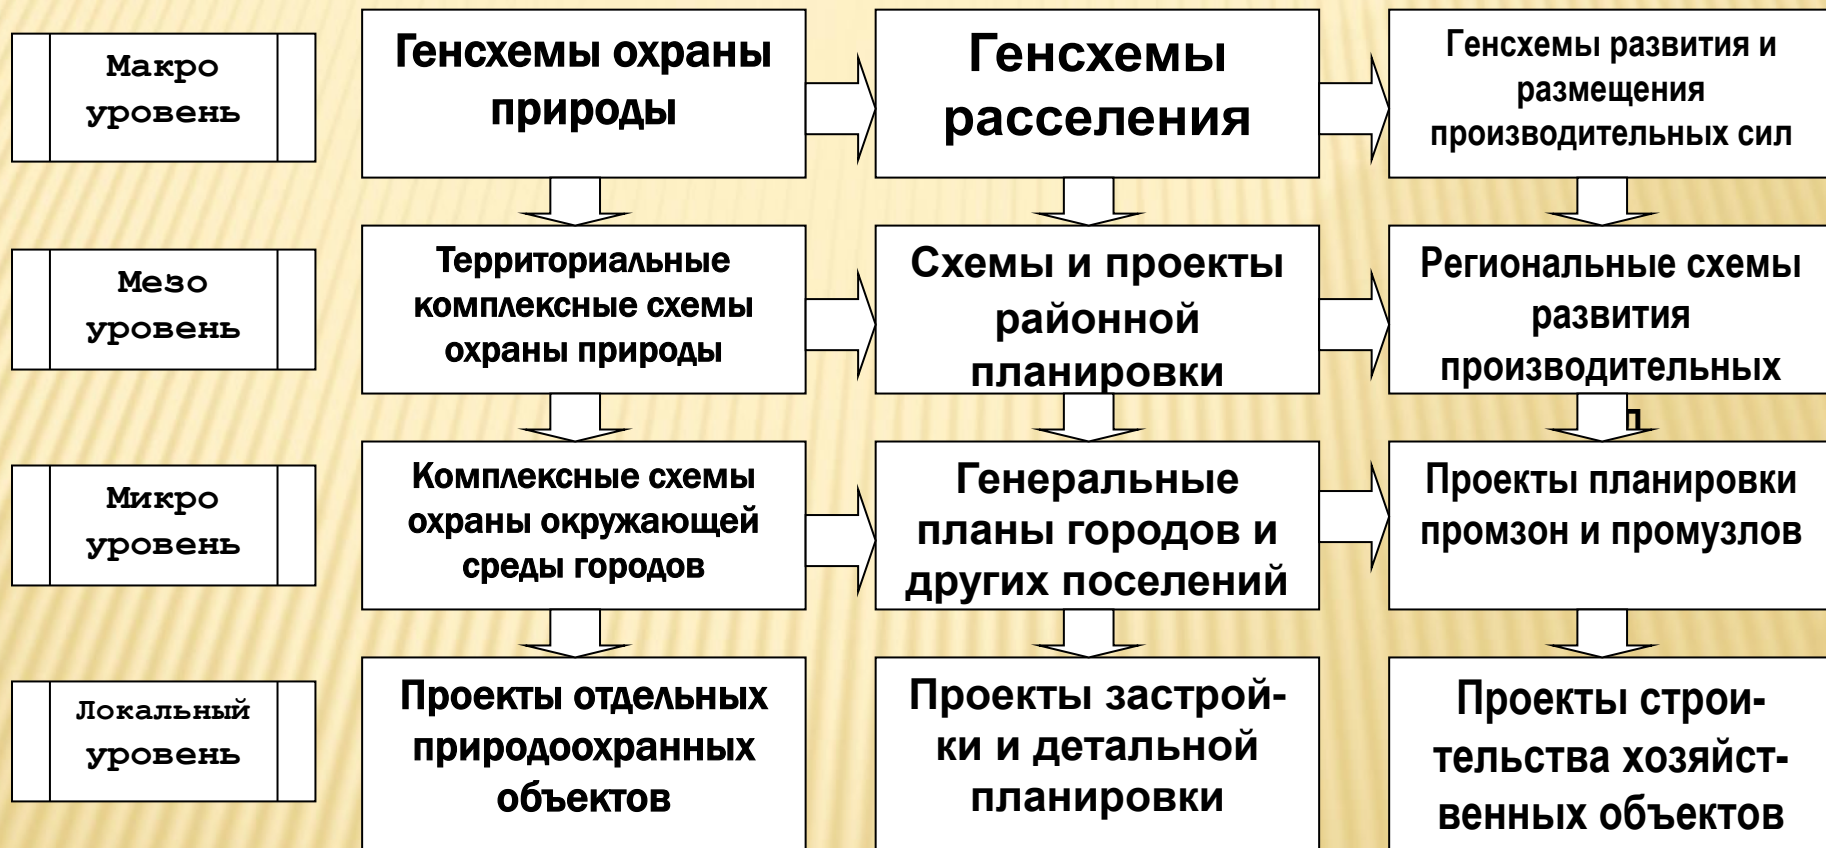 Макро
уровень
Генсхемы охраны
природы
Генсхемы
расселения
Генсхемы развития и
размещения
производительных сил
Мезо
уровень
Территориальные
комплексные схемы
охраны природы
Схемы и проекты
районной
планировки
Региональные схемы
развития
производительных
Микро
уровень
Комплексные схемы
охраны окружающей
среды городов
Генеральные
планы городов и
других поселений
Проекты планировки
промзон и промузлов
Локальный
уровень
Проекты отдельных
природоохранных
объектов
Проекты застрой-
ки и детальной
планировки
Проекты строи-
тельства хозяйст-
венных объектов